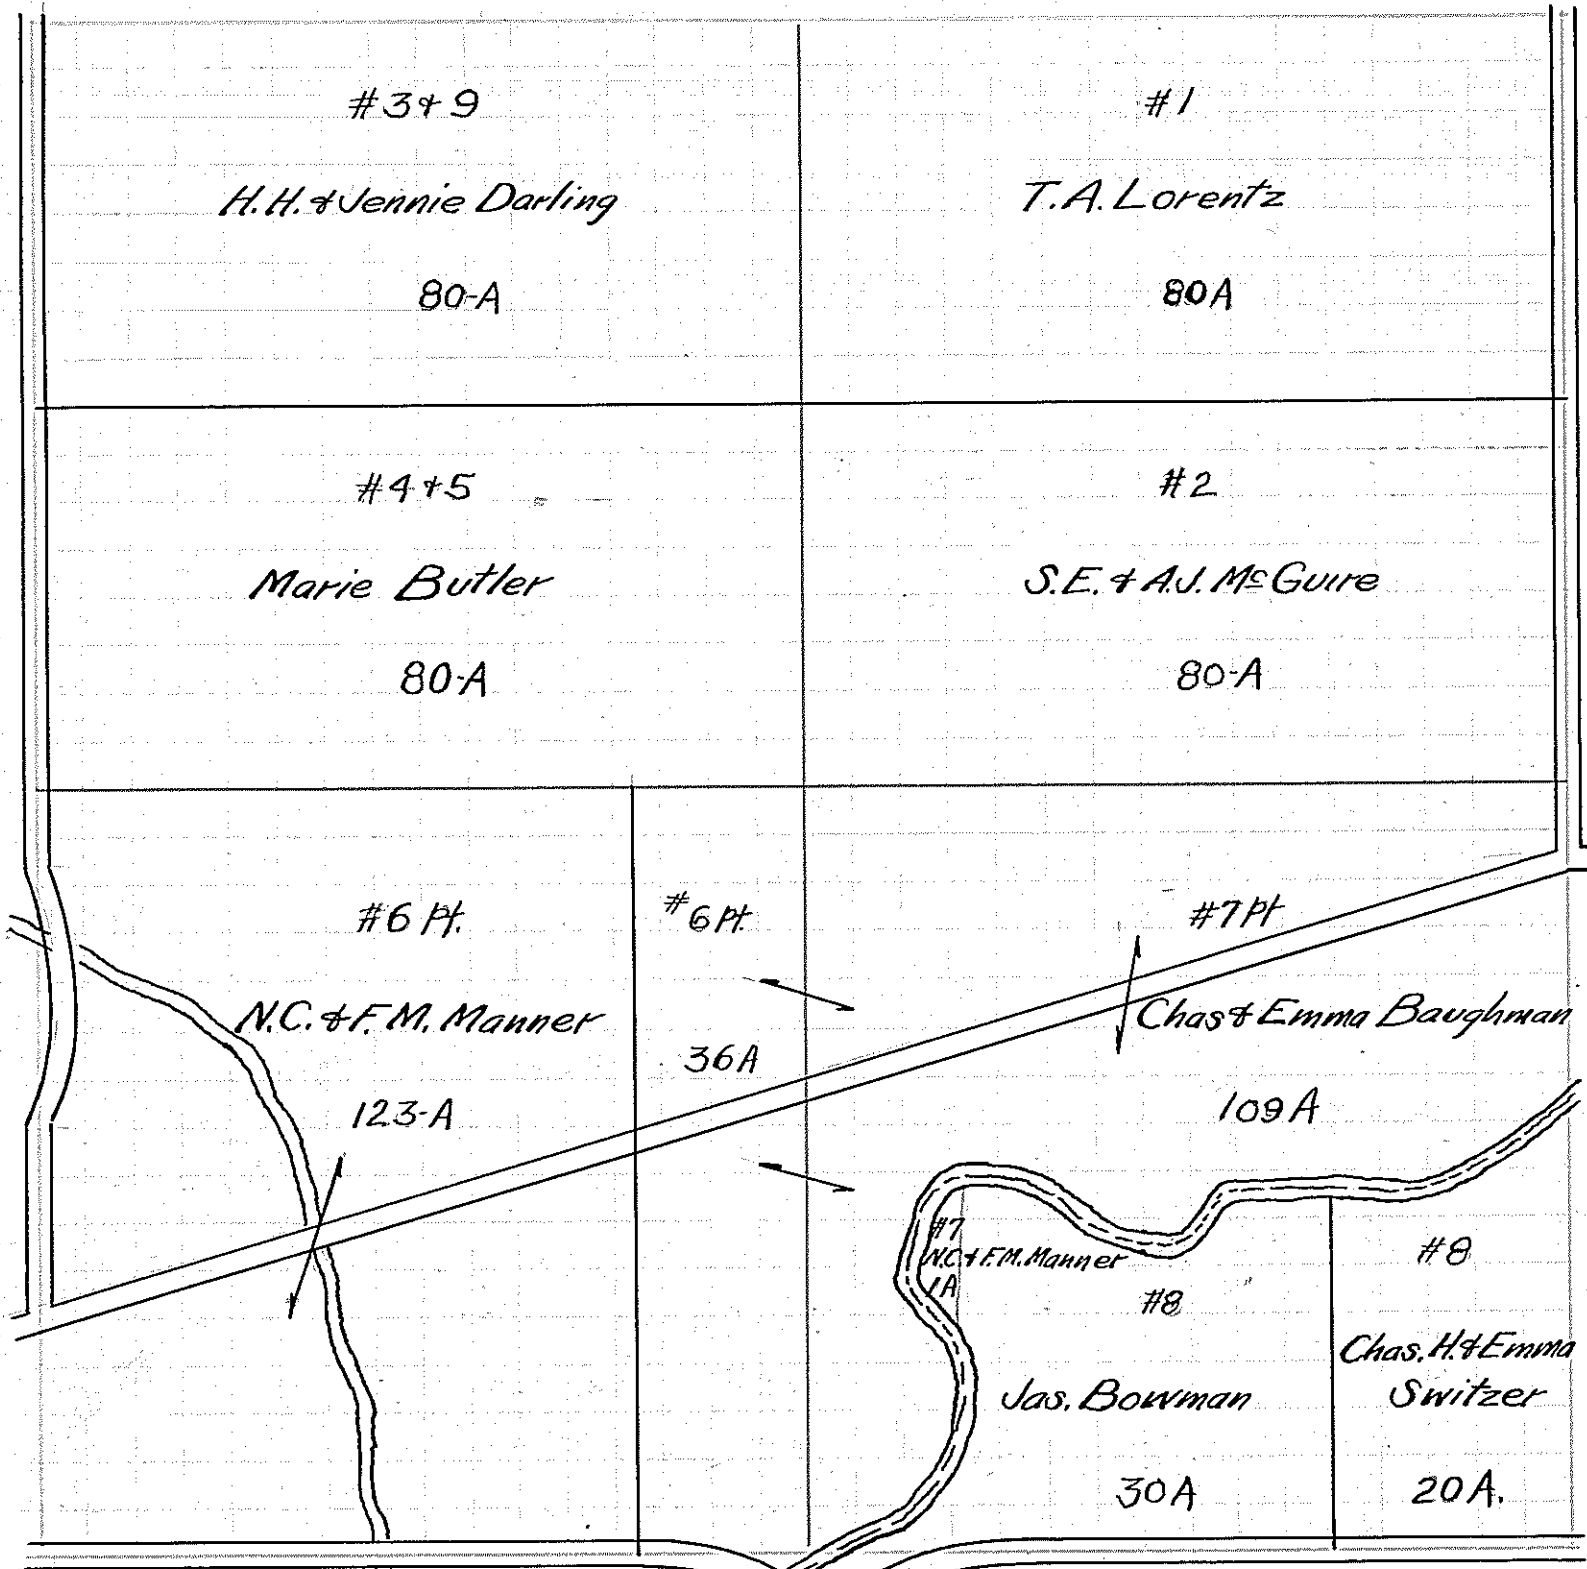 #3 & 9
H.H. & Jennie Darling
80-A
#1
T.A. Lorentz
80A
#4 & 5
Marie Butler
80-A
#2
S.E. & A.J. McGuire
80-A
#6 pt.
N.C. & F.M. Manner
123-A
#6 pt.
36A
#7 pt
Chas & Emma Baughman
109A
#7
N.C. & F.M. Manner
1A
#8
Jas. Bowman
30A
#8
Chas. H. & Emma
Switzer
20A.